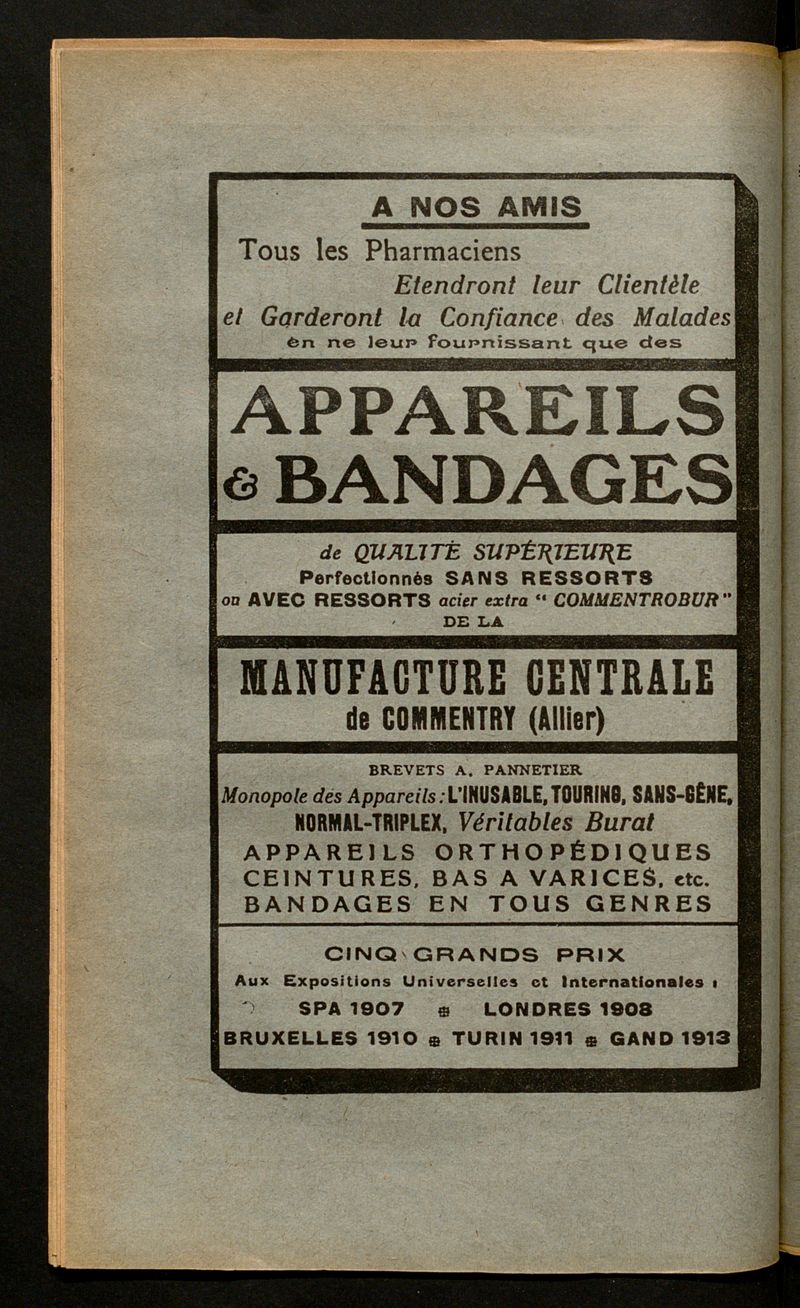 A NOS AMIS
Tous les Pharmaciens
Etendront leur Clientèle
et Garderont la Confiance des Malades
en ne leur fournissant que des
APPAREILS
& BANDAGES
de QUALITÉ SUPÉRIEURE
Perfectionnés SANS RESSORTS
ou AVEC RESSORTS acier extra “ COMMENTROBUR ”
DE LA
MANUFACTURE CENTRALE
de COMMENTRY (Allier)
BREVETS A. PANNETIER
Monopole des Appareils : L'INUSABLE, TOURING, SANS-GÊNE,
NORMAL-TRIPLEX, Véritables Burat
APPAREILS ORTHOPÉDIQUES
CEINTURES, BAS A VARICES, etc.
BANDAGES EN TOUS GENRES
CINQ GRANDS PRIX
Aux Expositions Universelles et Internationales :
SPA 1907 ⊕ LONDRES 1908
BRUXELLES 1910 ⊕ TURIN 1911 ⊕ GAND 1913